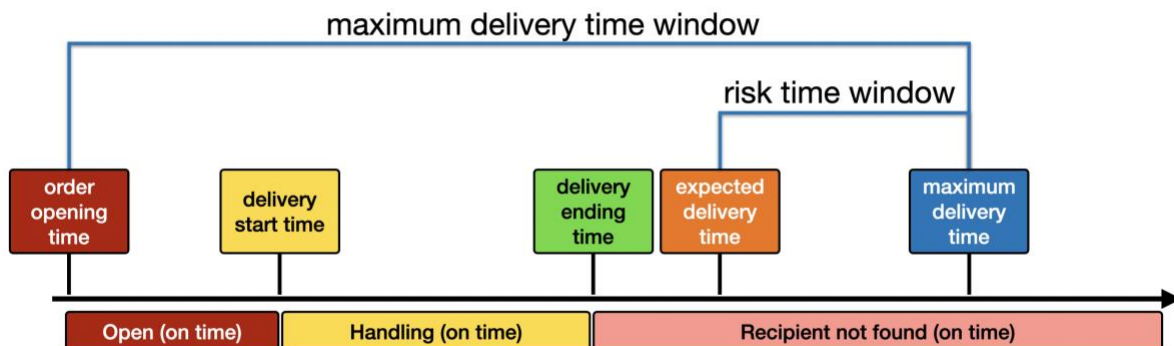 maximum delivery time window
risk time window
order
opening
time
delivery
start time
delivery
ending
time
expected
delivery
time
maximum
delivery
time
Open (on time)
Handling (on time)
Recipient not found (on time)